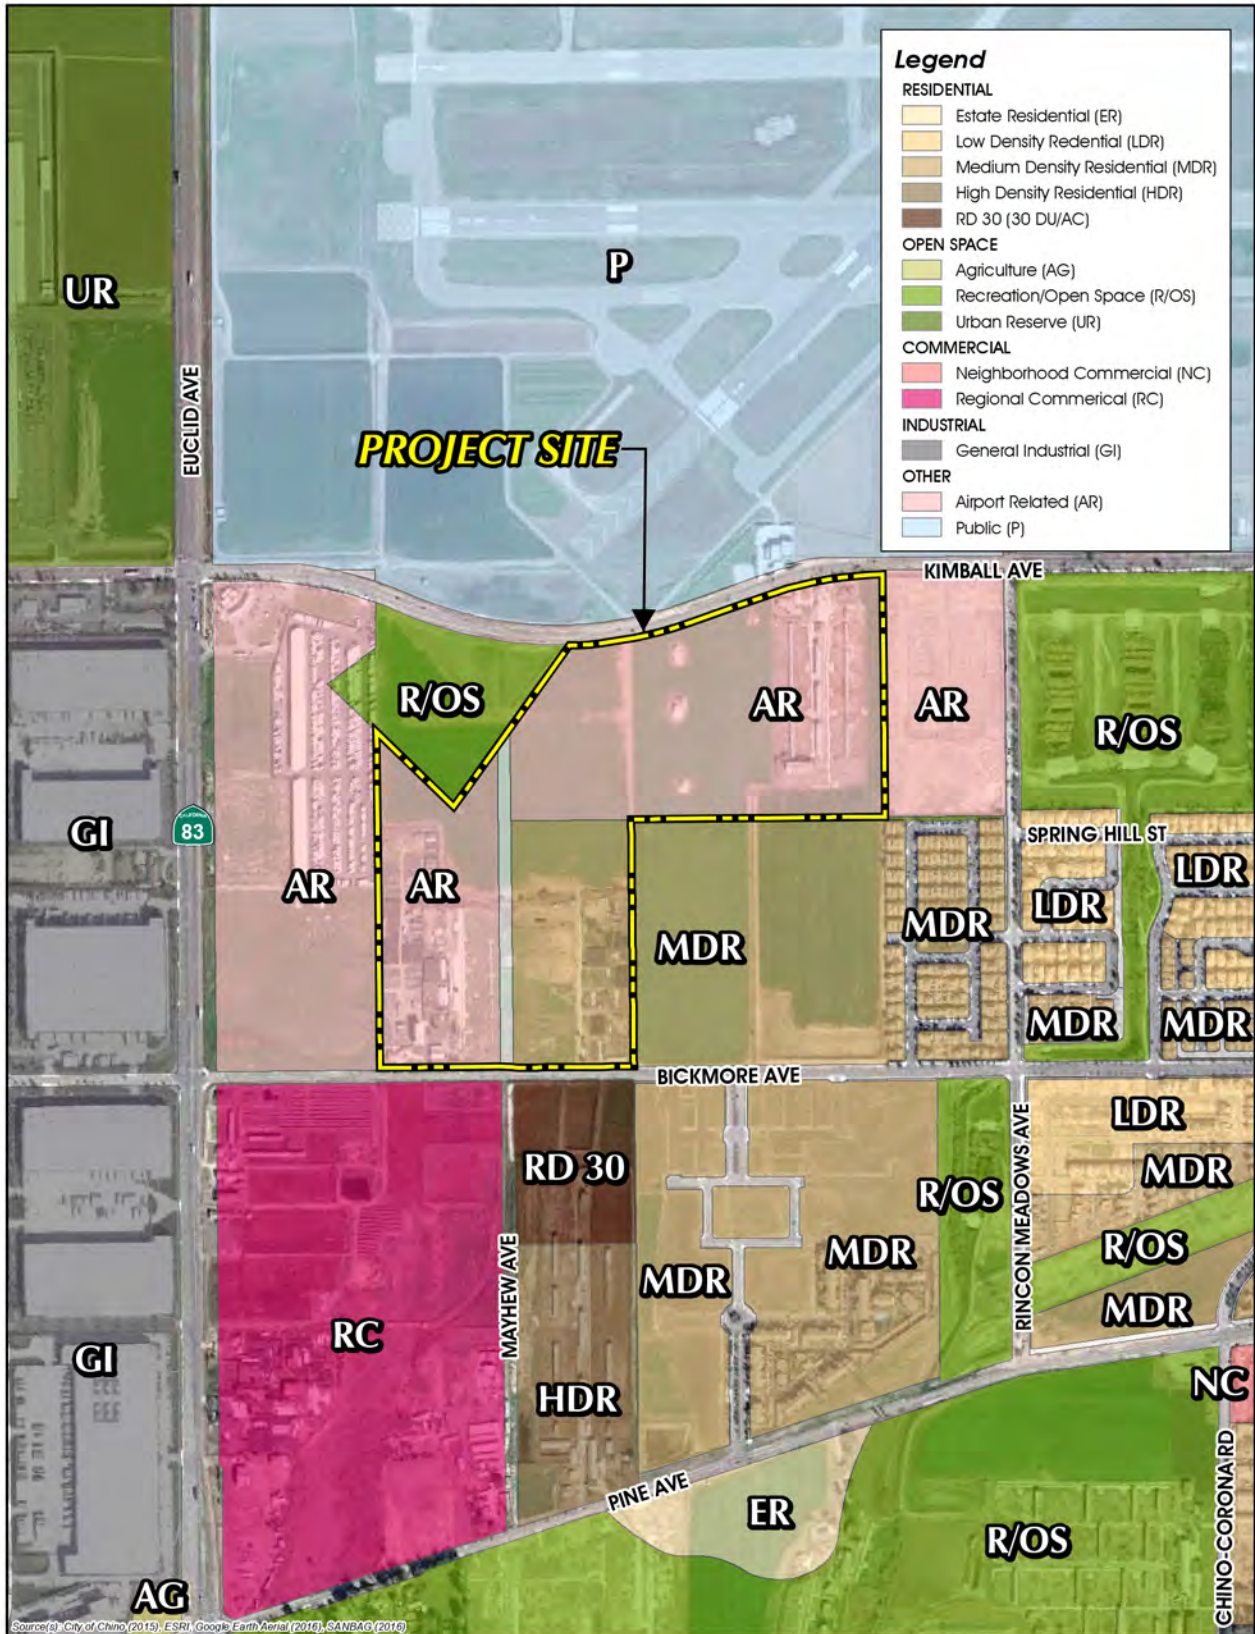 Legend
RESIDENTIAL
Estate Residential (ER)
Low Density Redential (LDR)
Medium Density Residential (MDR)
High Density Residential (HDR)
RD 30 (30 DU/AC)
OPEN SPACE
Agriculture (AG)
Recreation/Open Space (R/OS)
Urban Reserve (UR)
COMMERCIAL
Neighborhood Commercial (NC)
Regional Commerical (RC)
INDUSTRIAL
General Industrial (GI)
OTHER
Airport Related (AR)
Public (P)
P
UR
EUCLID AVE
PROJECT SITE
KIMBALL AVE
R/OS
AR
AR
R/OS
CALIFORNIA
83
GI
SPRING HILL ST
LDR
AR
AR
LDR
MDR
MDR
MDR
MDR
BICKMORE AVE
LDR
RD 30
MDR
R/OS
RINCON MEADOWS AVE
R/OS
MDR
MDR
MAYHEW AVE
MDR
RC
GI
NC
HDR
PINE AVE
ER
R/OS
CHINO-CORONA RD
AG
Source(s): City of Chino (2015), ESRI, Google Earth Aerial (2016), SANBAG (2016)